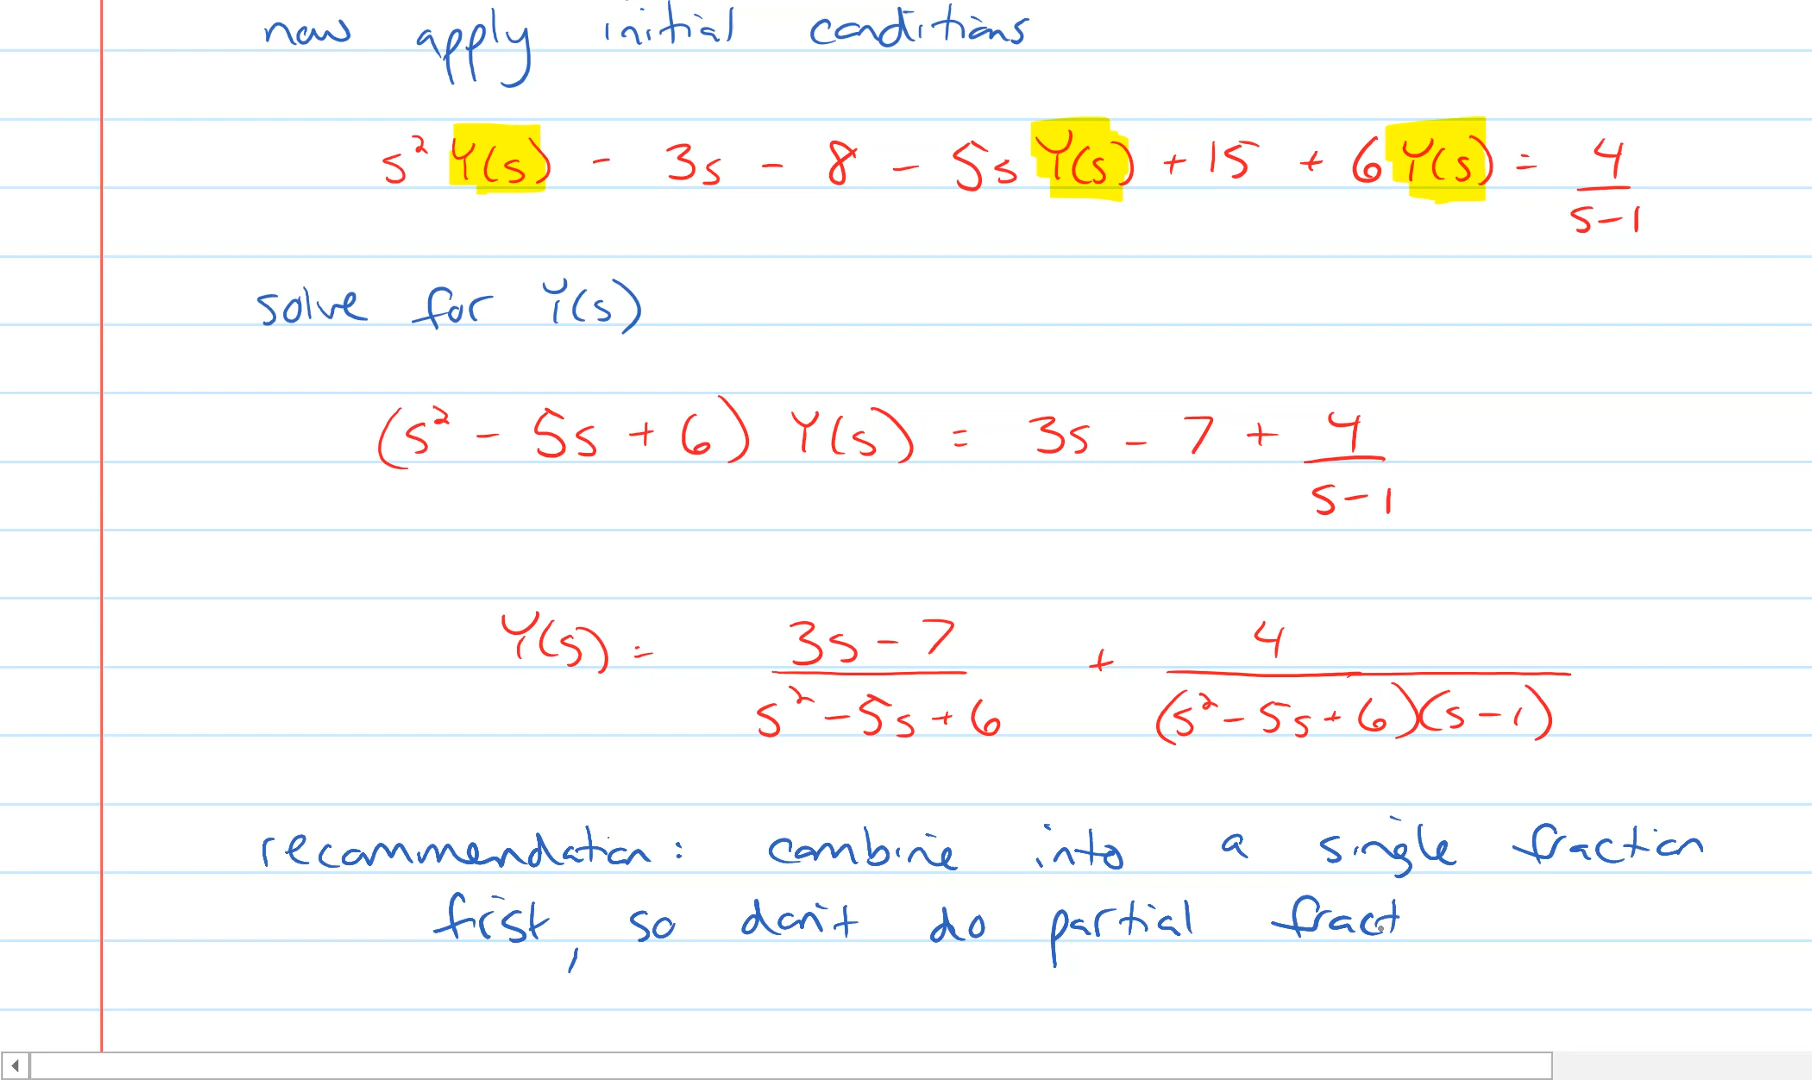 now apply initial conditions
s² Y(s) - 3s - 8 - 5s Y(s) + 15 + 6 Y(s) = 4/(s-1)
solve for Y(s)
(s² - 5s + 6) Y(s) = 3s - 7 + 4/(s-1)
Y(s) = (3s-7)/(s²-5s+6) + 4/((s²-5s+6)(s-1))
recommendation: combine into a single fraction
first, so don't do partial fract